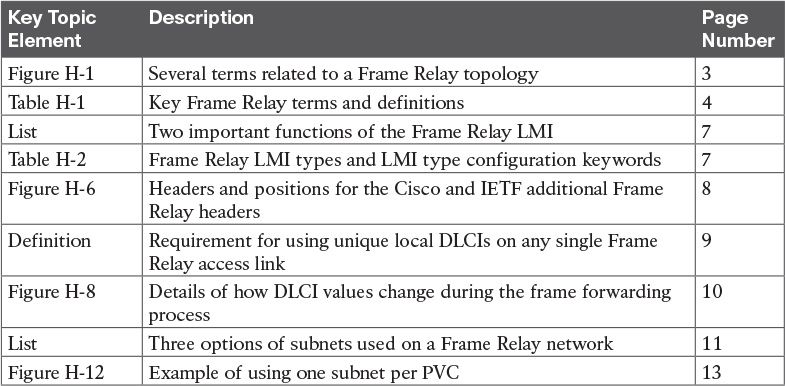 Key Topic Element Description Page Number
Figure H-1 Several terms related to a Frame Relay topology 3
Table H-1 Key Frame Relay terms and definitions 4
List Two important functions of the Frame Relay LMI 7
Table H-2 Frame Relay LMI types and LMI type configuration keywords 7
Figure H-6 Headers and positions for the Cisco and IETF additional Frame 8
Relay headers
Definition Requirement for using unique local DLCIs on any single Frame 9
Relay access link
Figure H-8 Details of how DLCI values change during the frame forwarding 10
process
List Three options of subnets used on a Frame Relay network 11
Figure H-12 Example of using one subnet per PVC 13